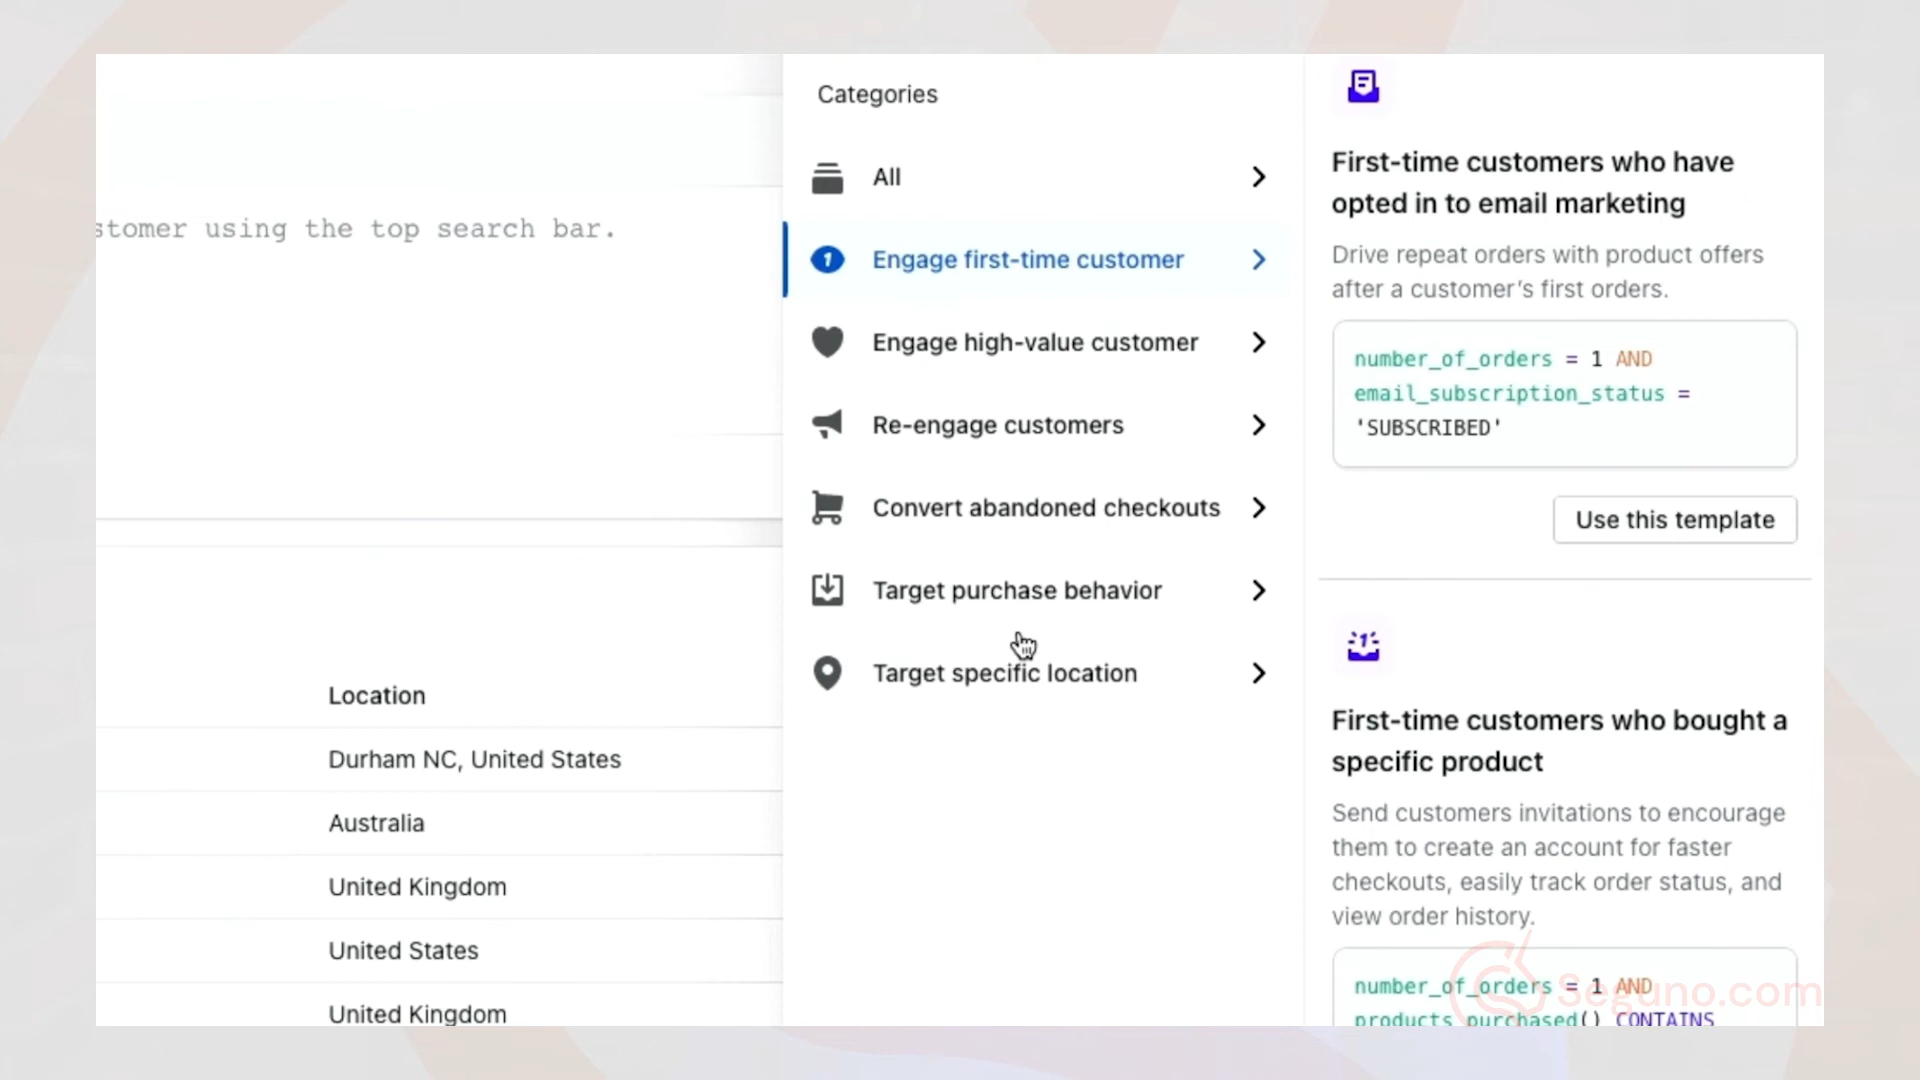 stomer using the top search bar.
Location
Durham NC, United States
Australia
United Kingdom
United States
United Kingdom
Categories
All
1 Engage first-time customer
Engage high-value customer
Re-engage customers
Convert abandoned checkouts
Target purchase behavior
Target specific location
First-time customers who have
opted in to email marketing
Drive repeat orders with product offers
after a customer's first orders.
number_of_orders = 1 AND
email_subscription_status =
'SUBSCRIBED'
Use this template
1
First-time customers who bought a
specific product
Send customers invitations to encourage
them to create an account for faster
checkouts, easily track order status, and
view order history.
number_of_orders = 1 AND
products_purchased() CONTAINS
Seguno.com